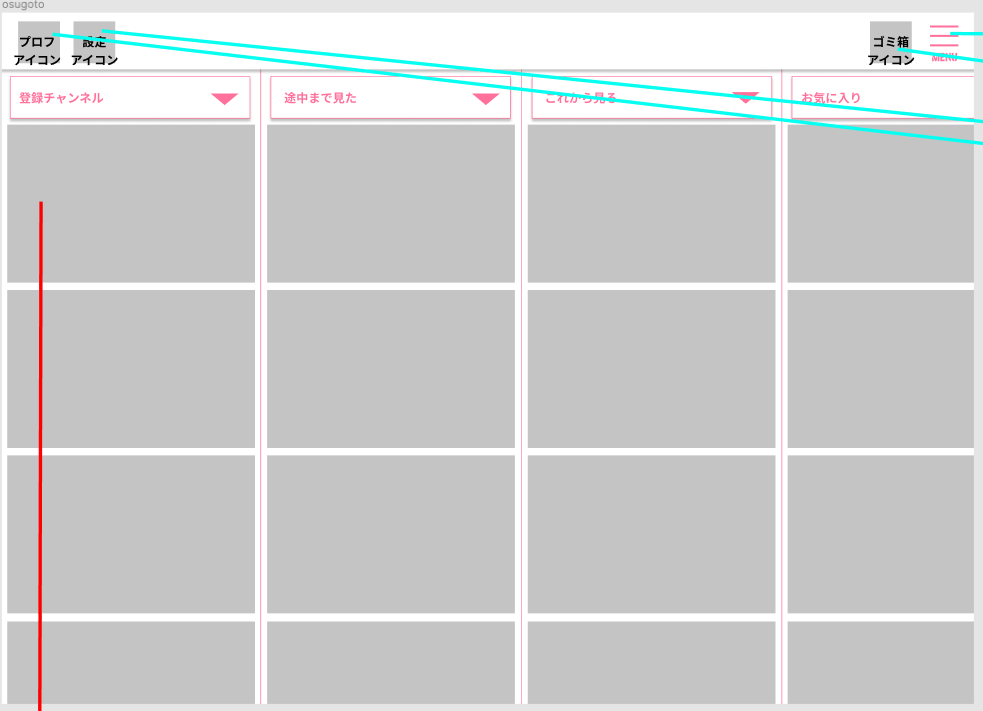 osugoto
プロフ
アイコン
設定
アイコン
ゴミ箱
アイコン
MENU
登録チャンネル
途中まで見た
これから見る
お気に入り